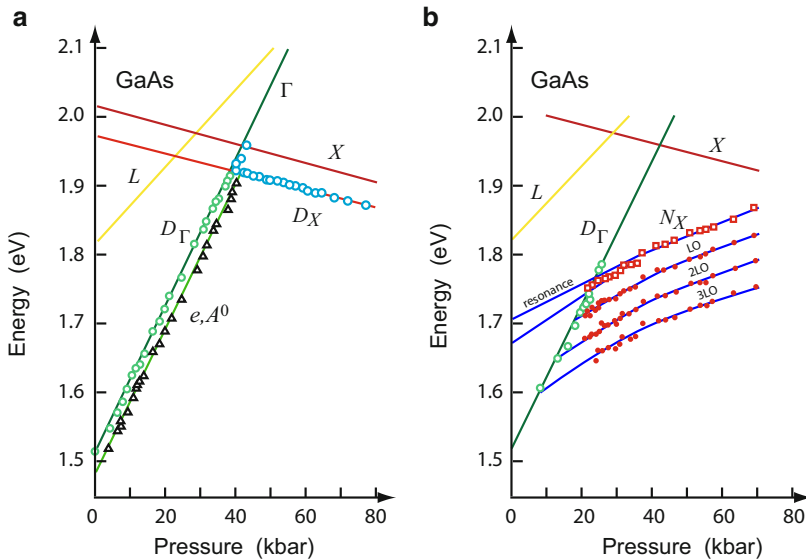 a
2.1
2.0
1.9
1.8
1.7
1.6
1.5
Energy (eV)
GaAs
Γ
X
L
D_Γ
D_X
e,A⁰
0 20 40 60 80
Pressure (kbar)
b
2.1
2.0
1.9
1.8
1.7
1.6
1.5
Energy (eV)
GaAs
X
L
D_Γ
N_X
resonance
LO
2LO
3LO
0 20 40 60 80
Pressure (kbar)